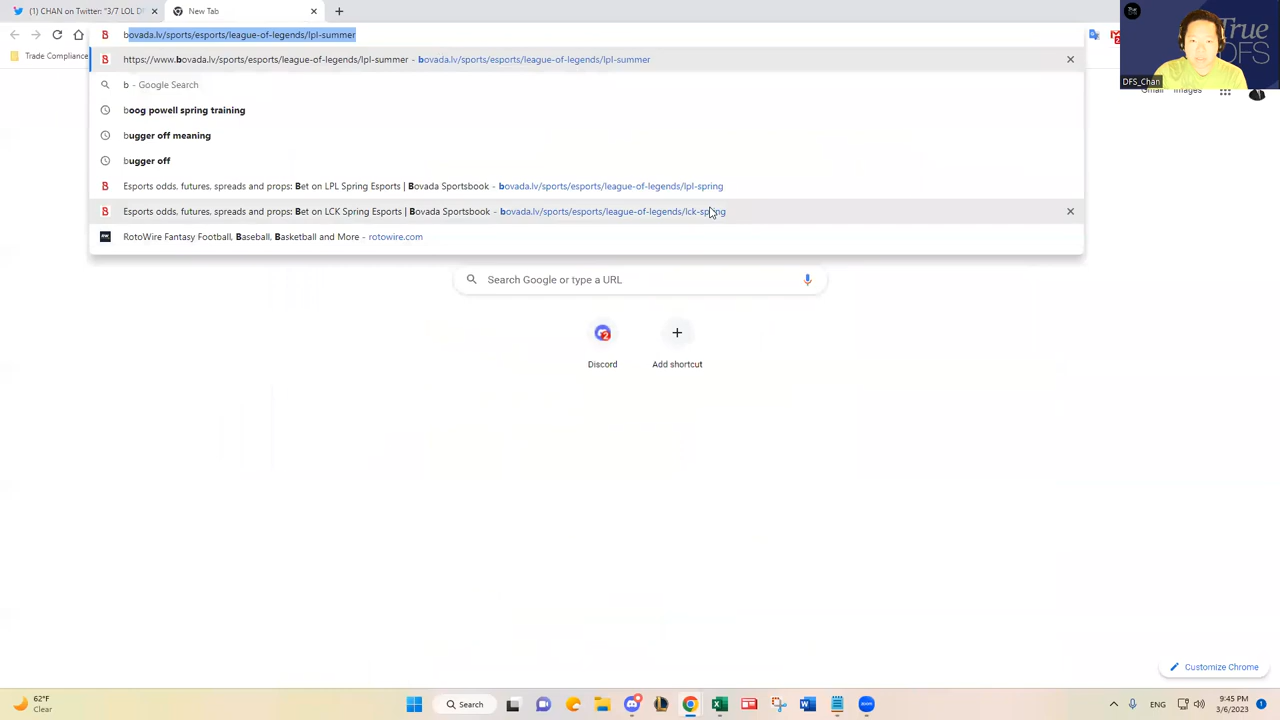 (1) CHAN on Twitter: "3/7 LOL D
New Tab
bovada.lv/sports/esports/league-of-legends/lpl-summer
Trade Compliance
https://www.bovada.lv/sports/esports/league-of-legends/lpl-summer - bovada.lv/sports/esports/league-of-legends/lpl-summer
b - Google Search
boog powell spring training
bugger off meaning
bugger off
Esports odds, futures, spreads and props: Bet on LPL Spring Esports | Bovada Sportsbook - bovada.lv/sports/esports/league-of-legends/lpl-spring
Esports odds, futures, spreads and props: Bet on LCK Spring Esports | Bovada Sportsbook - bovada.lv/sports/esports/league-of-legends/lck-spring
RotoWire Fantasy Football, Baseball, Basketball and More - rotowire.com
True
DFS
DFS_Chan
Gmail Images
Search Google or type a URL
Discord
Add shortcut
Customize Chrome
62°F
Clear
Search
ENG
9:45 PM
3/6/2023